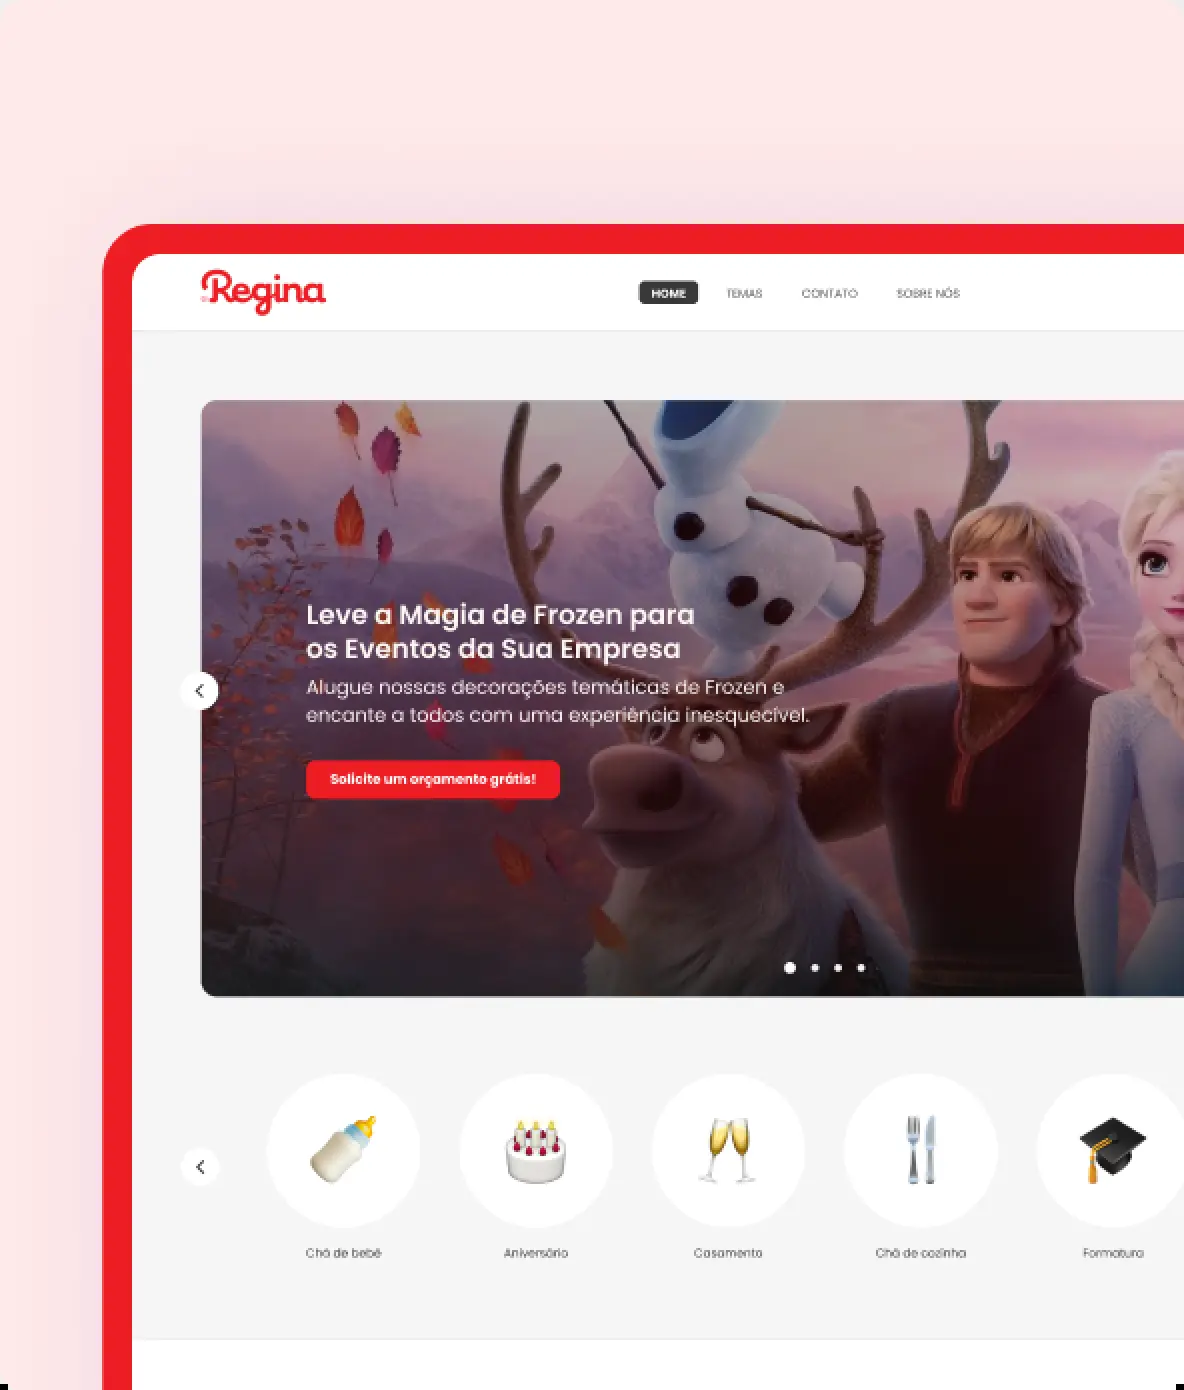 Regina
HOME TEMAS CONTATO SOBRE NÓS
Leve a Magia de Frozen para
os Eventos da Sua Empresa
Alugue nossas decorações temáticas de Frozen e
encante a todos com uma experiência inesquecível.
Solicite um orçamento grátis!
Chá de bebê Aniversário Casamento Chá de cozinha Formatura